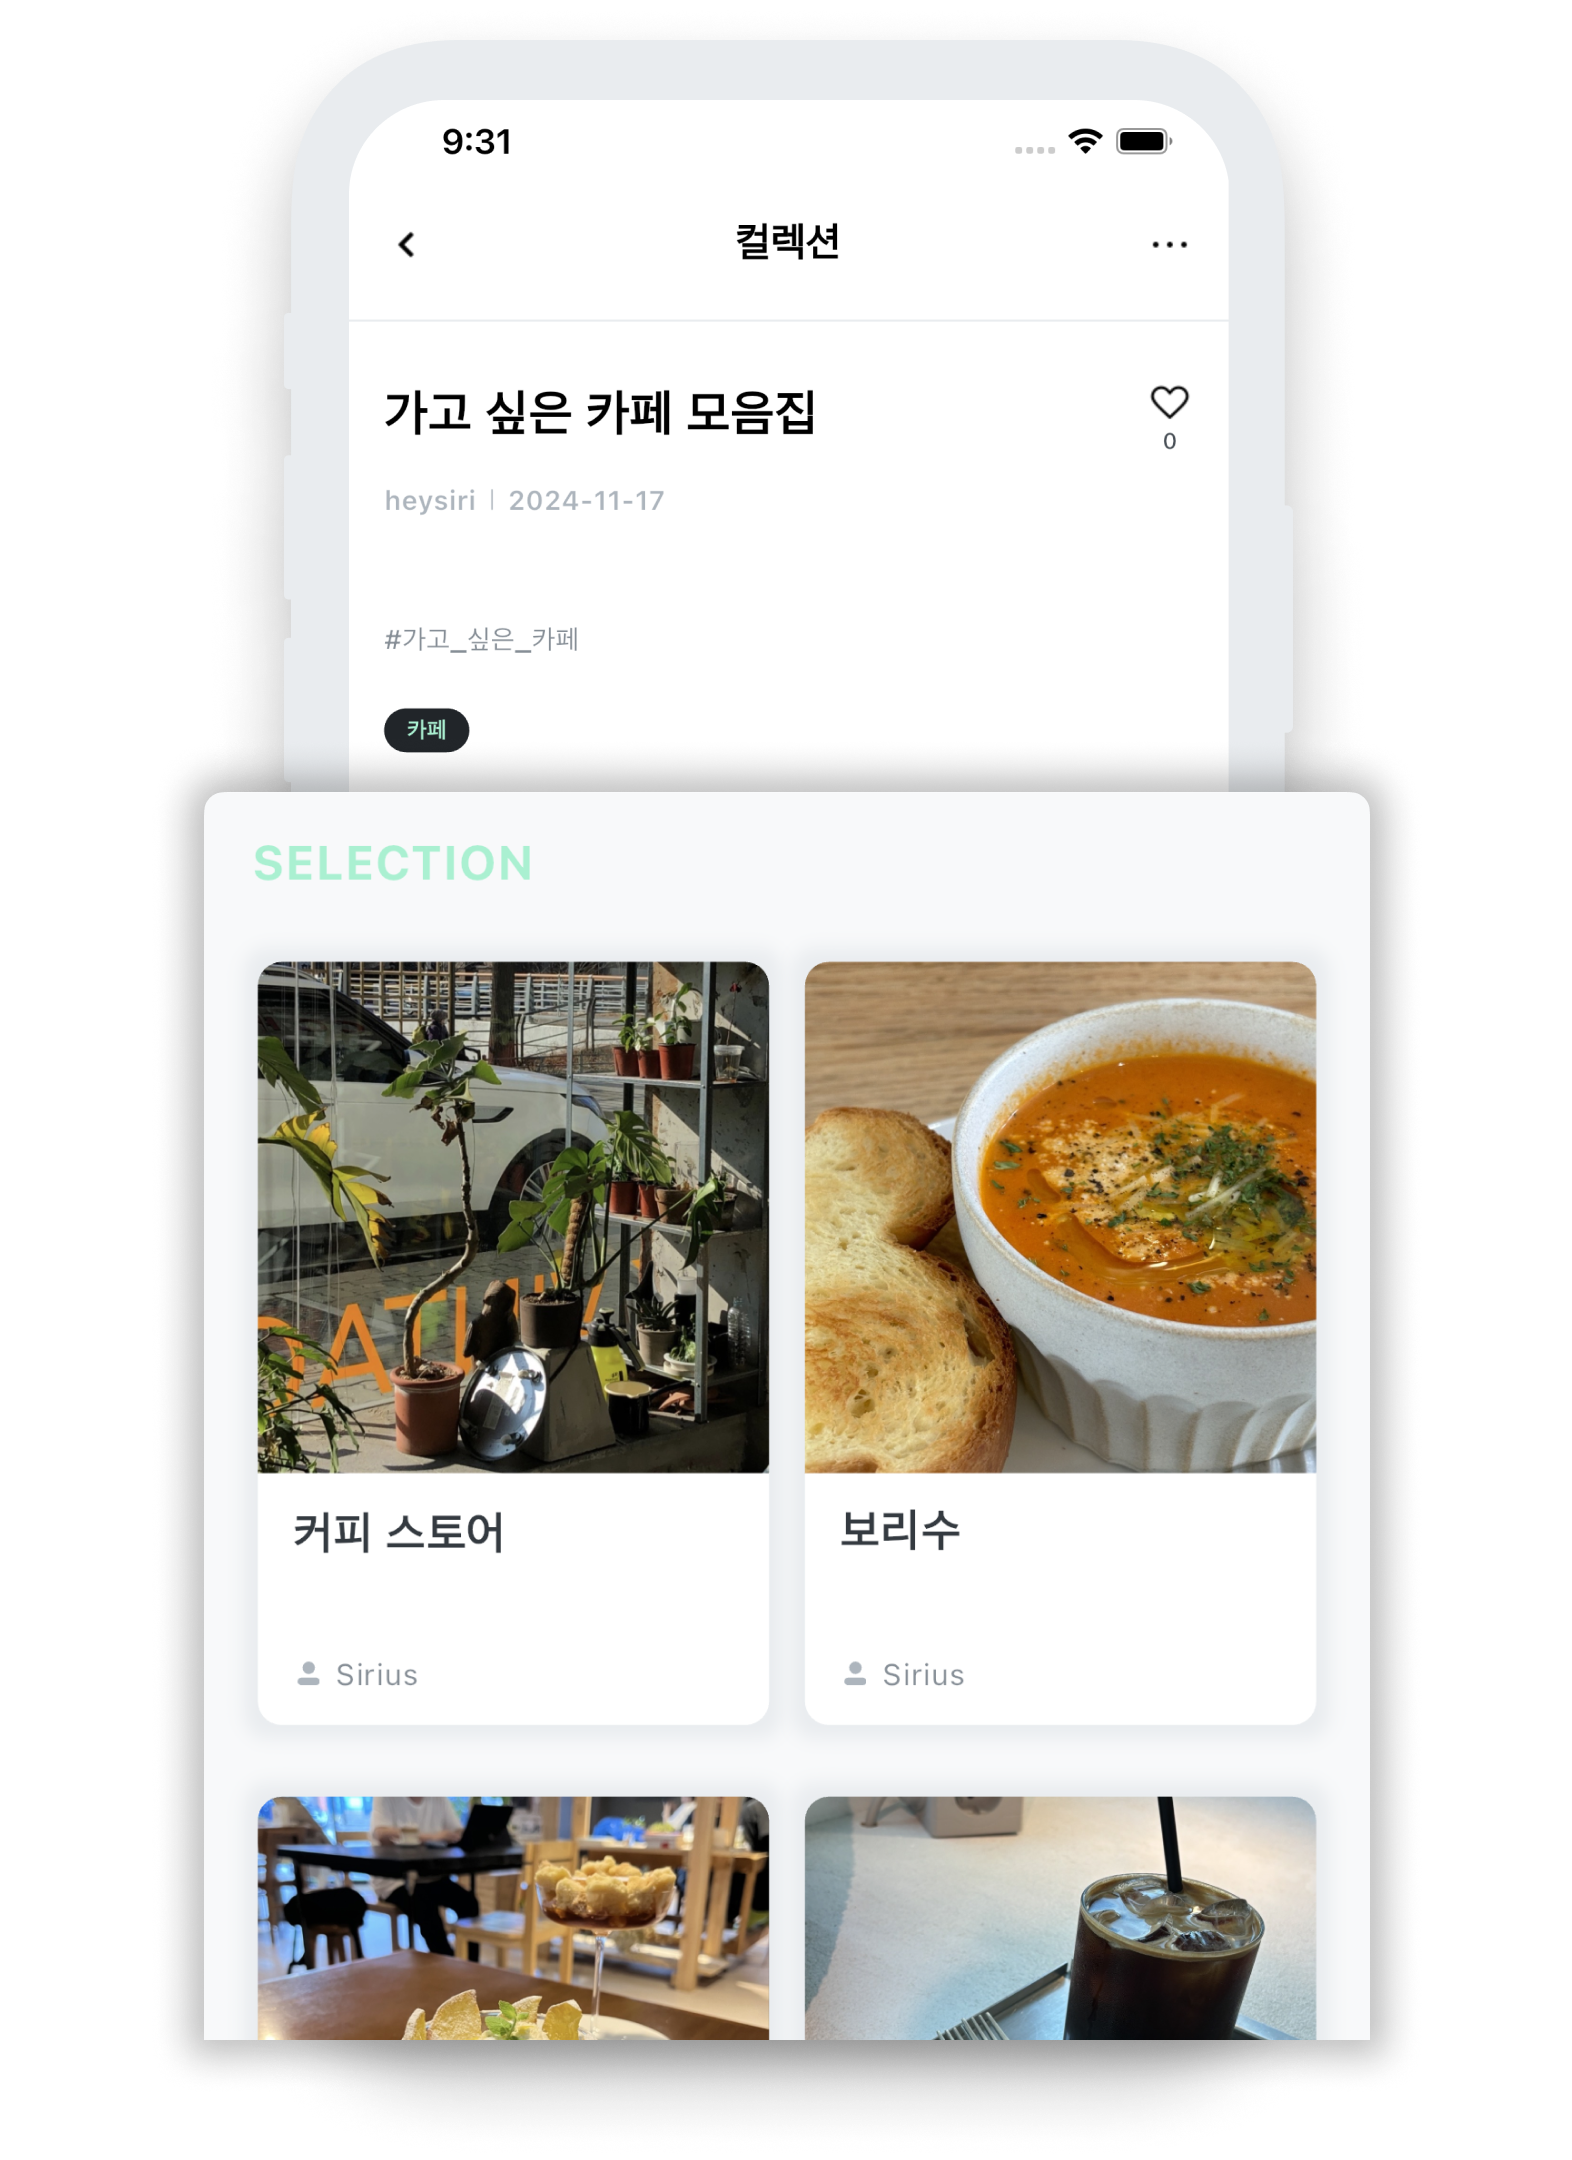 9:31
컬렉션
가고 싶은 카페 모음집
0
heysiri | 2024-11-17
#가고_싶은_카페
카페
SELECTION
커피 스토어
보리수
Sirius
Sirius